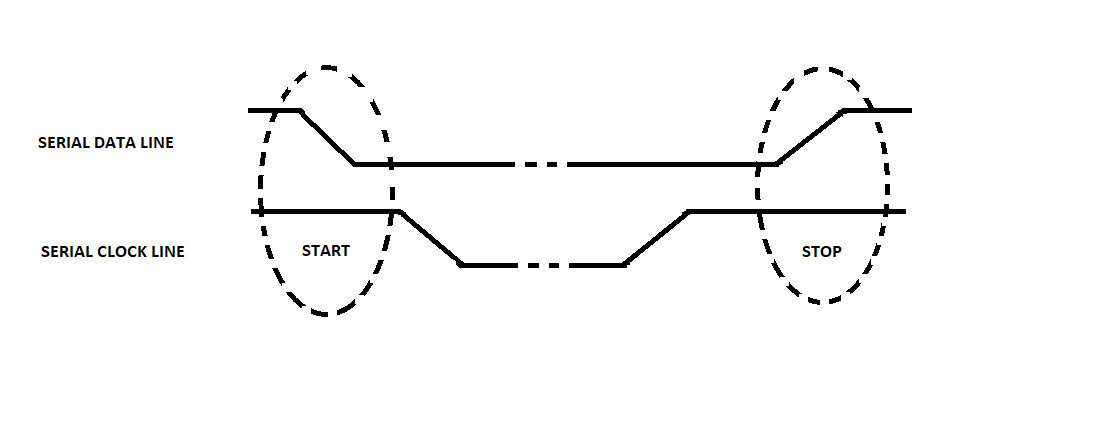 SERIAL DATA LINE
SERIAL CLOCK LINE
START
STOP